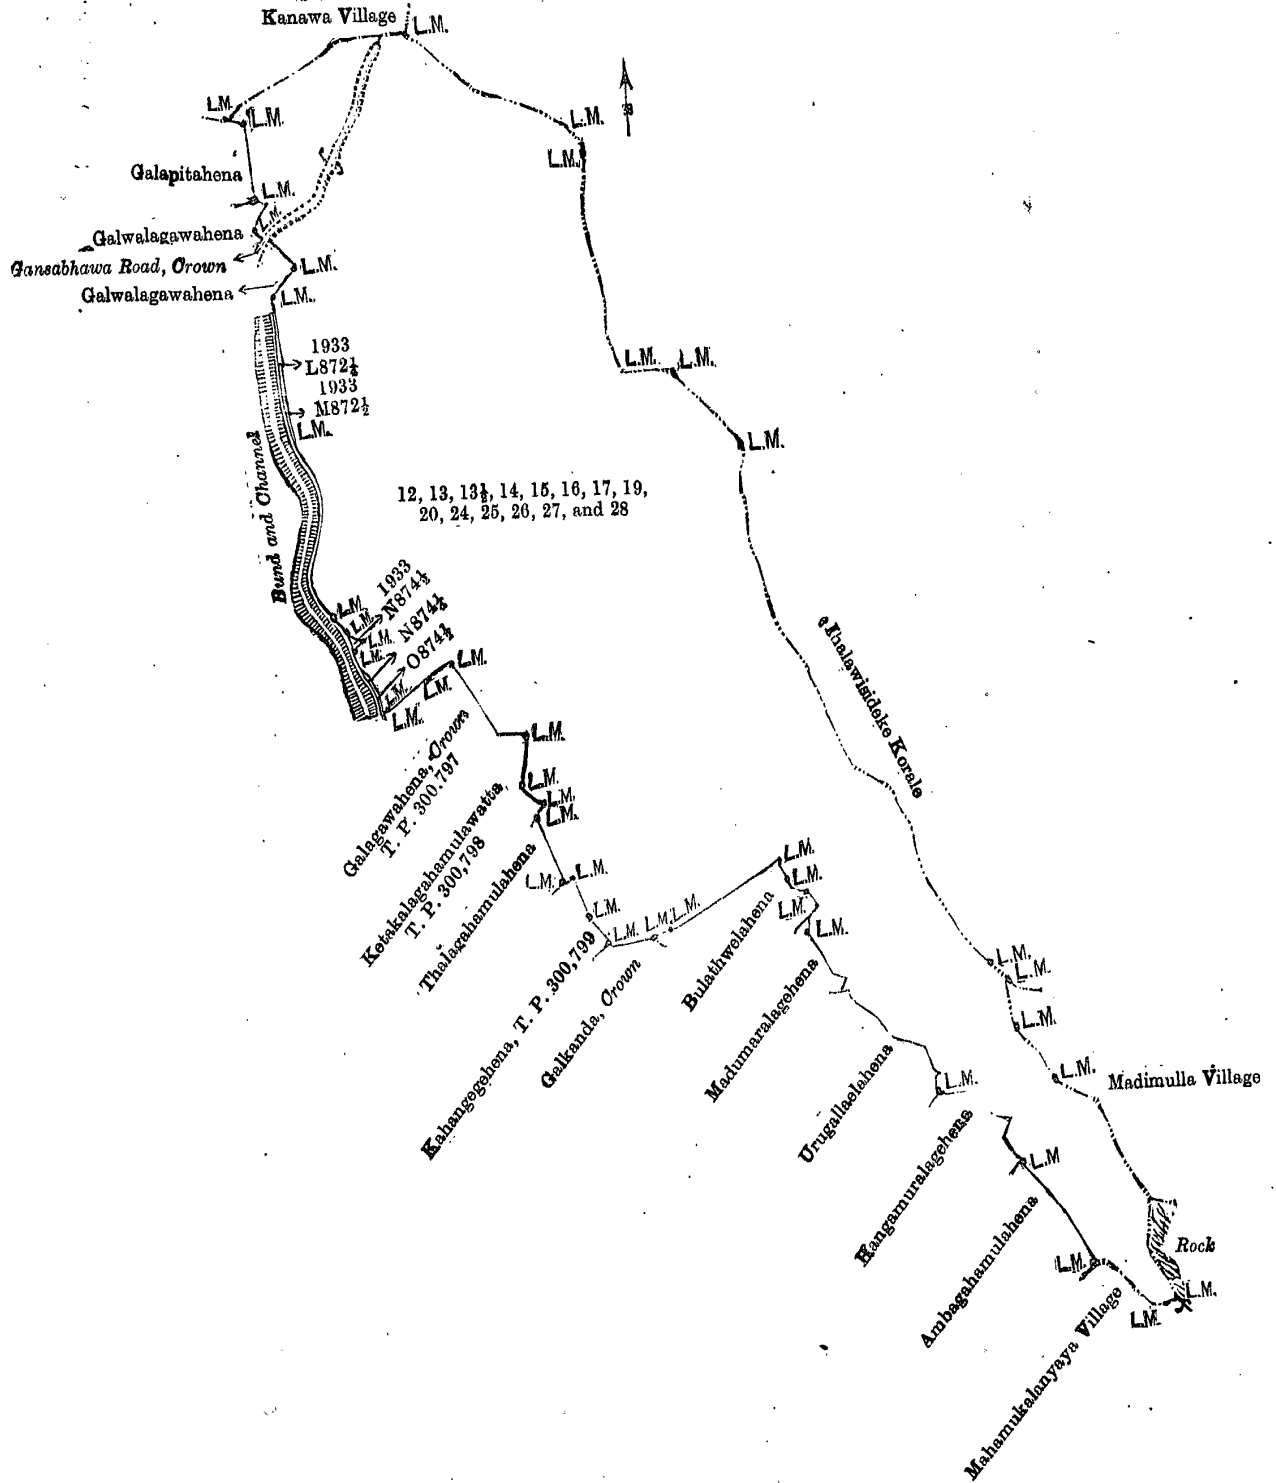 Kanawa Village
L.M.
L.M.
L.M.
L.M.
L.M.
Galapitahena
L.M.
L.M.
Galwalagawahena
Gansabhawa Road, Crown
L.M.
Galwalagawahena
L.M.
1933
L872½
1933
M872½
L.M.
L.M.
L.M.
L.M.
Bund and Channel
12, 13, 13½, 14, 15, 16, 17, 19,
20, 24, 25, 26, 27, and 28
Ihalawisideke Korale
L.M.
L.M.
L.M.
L.M.
1933
N874½
N874½
O874½
L.M.
L.M.
L.M.
L.M.
Galagawahena, Crown
T. P. 300,797
L.M.
L.M.
L.M.
L.M.
Ketakalagahamulawatta,
T. P. 300,798
Thalagahamulahena
L.M.
L.M.
L.M.
L.M.
L.M.
L.M.
Kahangegehena, T. P. 300,799
Galkanda, Crown
L.M.
L.M.
L.M.
L.M.
Bulathwelahena
Madumaralagehena
Urugallaelahena
L.M.
L.M.
L.M.
L.M.
L.M.
Madimulla Village
Hangamuralagehena
L.M
Ambagahamulahena
L.M.
Rock
L.M.
L.M.
Mahamukalanyaya Village